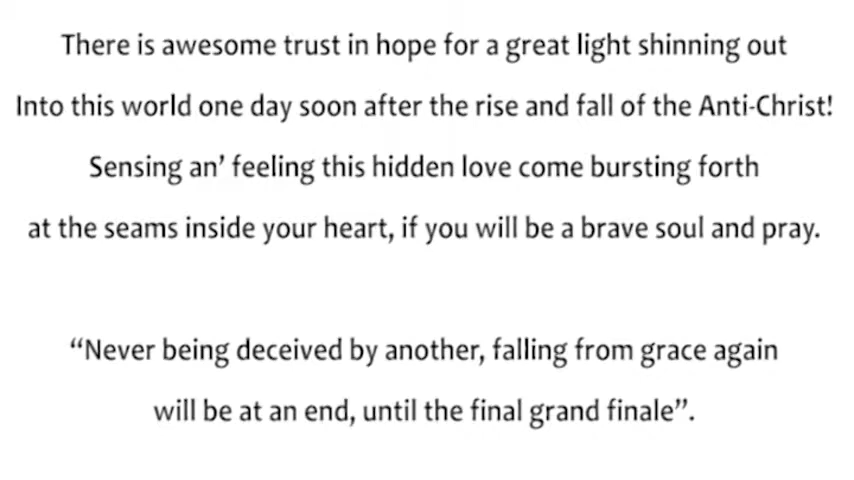 There is awesome trust in hope for a great light shinning out
Into this world one day soon after the rise and fall of the Anti-Christ!
Sensing an’ feeling this hidden love come bursting forth
at the seams inside your heart, if you will be a brave soul and pray.
“Never being deceived by another, falling from grace again
will be at an end, until the final grand finale”.